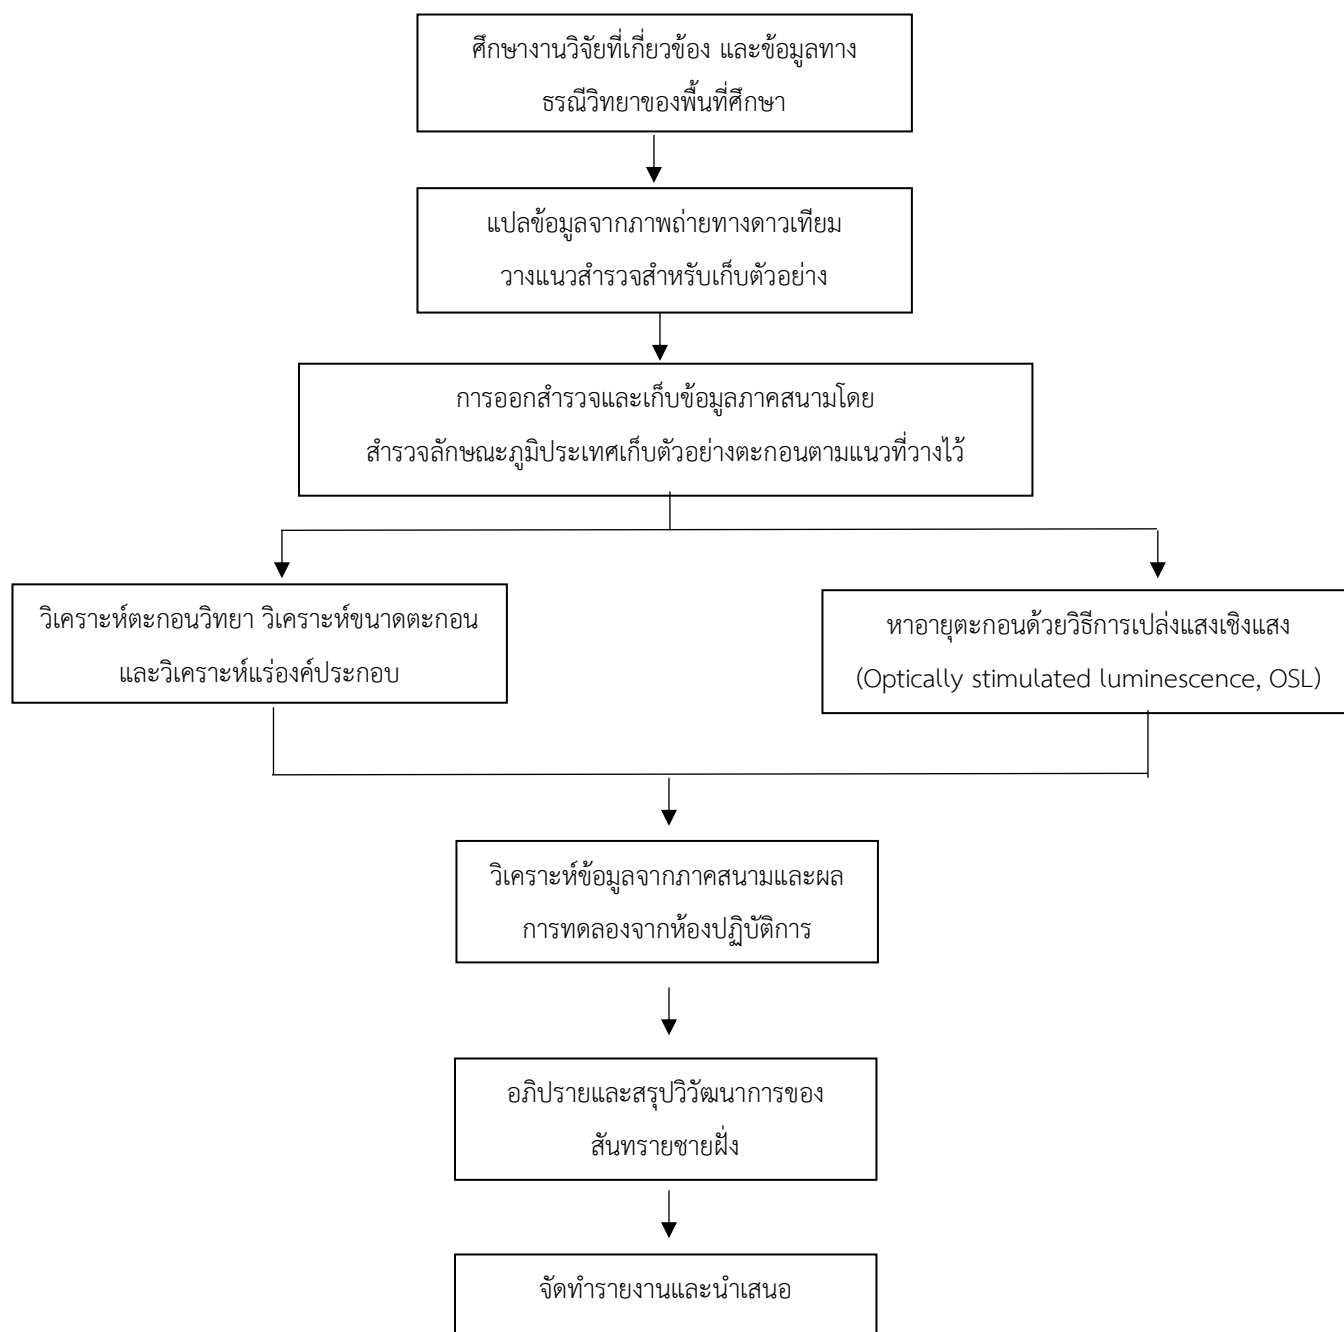 ศึกษางานวิจัยที่เกี่ยวข้อง และข้อมูลทาง
ธรณีวิทยาของพื้นที่ศึกษา
แปลข้อมูลจากภาพถ่ายทางดาวเทียม
วางแนวสำรวจสำหรับเก็บตัวอย่าง
การออกสำรวจและเก็บข้อมูลภาคสนามโดย
สำรวจลักษณะภูมิประเทศเก็บตัวอย่างตะกอนตามแนวที่วางไว้
วิเคราะห์ตะกอนวิทยา วิเคราะห์ขนาดตะกอน
และวิเคราะห์แร่องค์ประกอบ
หาอายุตะกอนด้วยวิธีการเปล่งแสงเชิงแสง
(Optically stimulated luminescence, OSL)
วิเคราะห์ข้อมูลจากภาคสนามและผล
การทดลองจากห้องปฏิบัติการ
อภิปรายและสรุปวิวัฒนาการของ
สันทรายชายฝั่ง
จัดทำรายงานและนำเสนอ